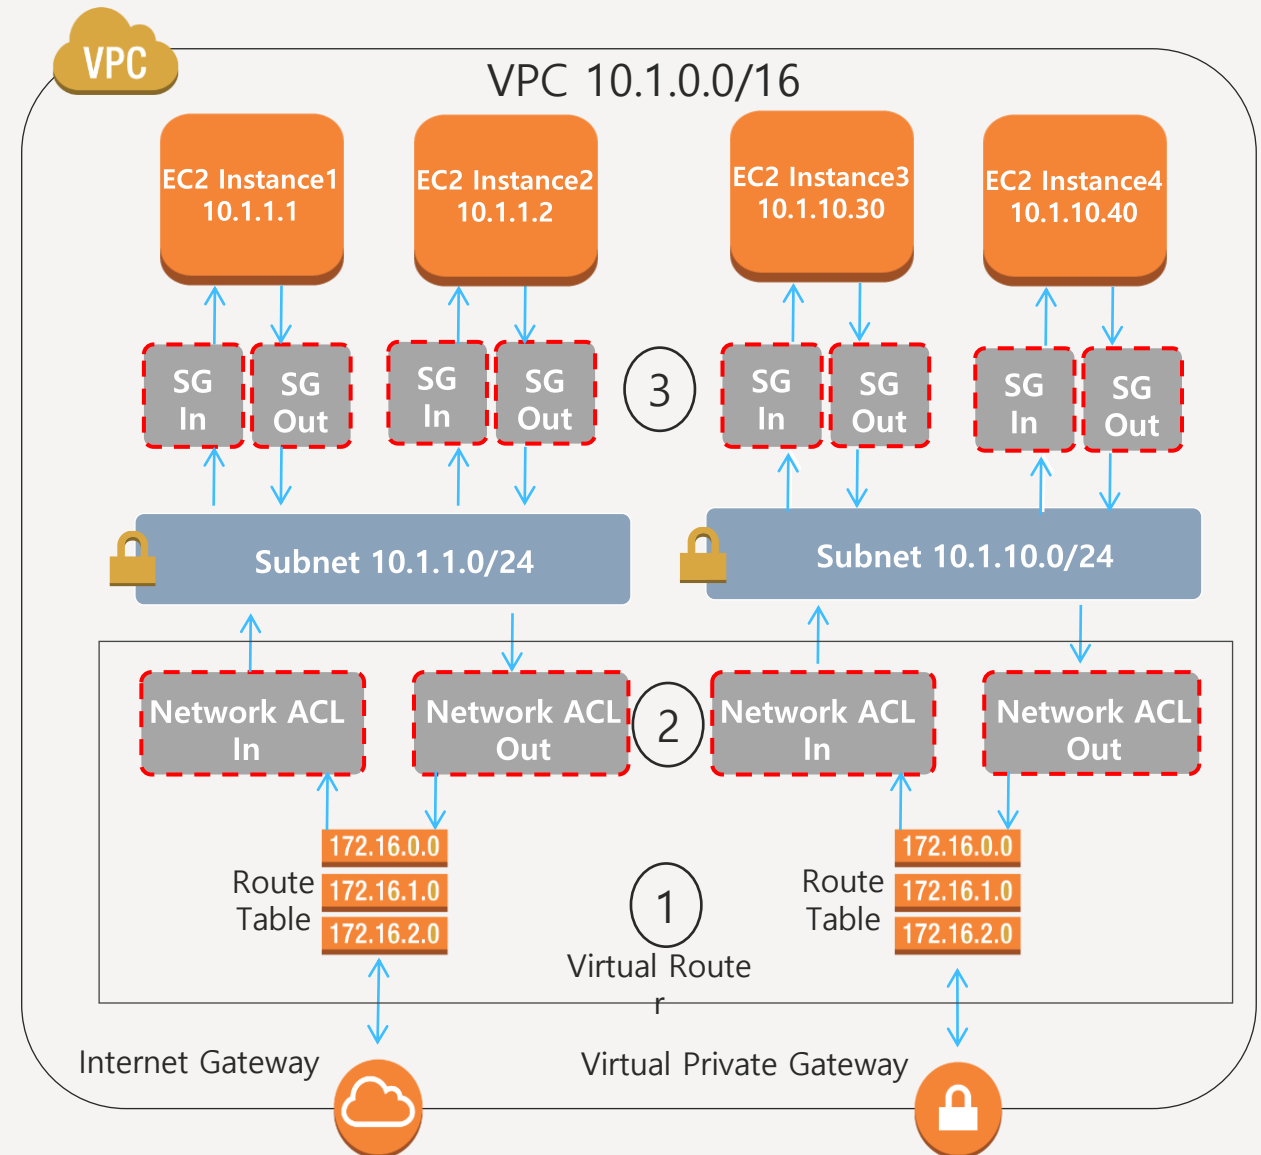 VPC
VPC 10.1.0.0/16
EC2 Instance1
10.1.1.1
EC2 Instance2
10.1.1.2
EC2 Instance3
10.1.10.30
EC2 Instance4
10.1.10.40
SG
In
SG
Out
SG
In
SG
Out
3
SG
In
SG
Out
SG
In
SG
Out
Subnet 10.1.1.0/24
Subnet 10.1.10.0/24
Network ACL
In
Network ACL
Out
2
Network ACL
In
Network ACL
Out
Route
Table
172.16.0.0
172.16.1.0
172.16.2.0
1
Virtual Route
r
Route
Table
172.16.0.0
172.16.1.0
172.16.2.0
Internet Gateway
Virtual Private Gateway